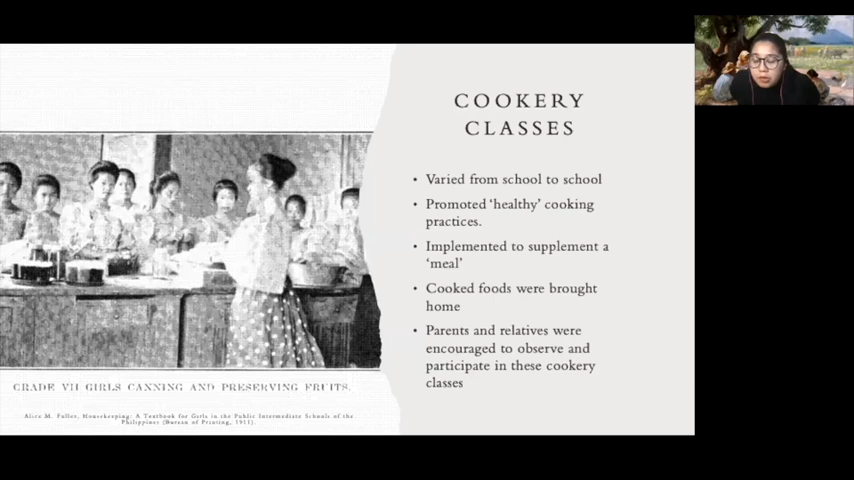 COOKERY
CLASSES
• Varied from school to school
• Promoted ‘healthy’ cooking
practices.
• Implemented to supplement a
‘meal’
• Cooked foods were brought
home
• Parents and relatives were
encouraged to observe and
participate in these cookery
classes
GRADE VII GIRLS CANNING AND PRESERVING FRUITS.
Alice M. Fuller, Housekeeping: A Textbook for Girls in the Public Intermediate Schools of the
Philippines (Bureau of Printing, 1911).